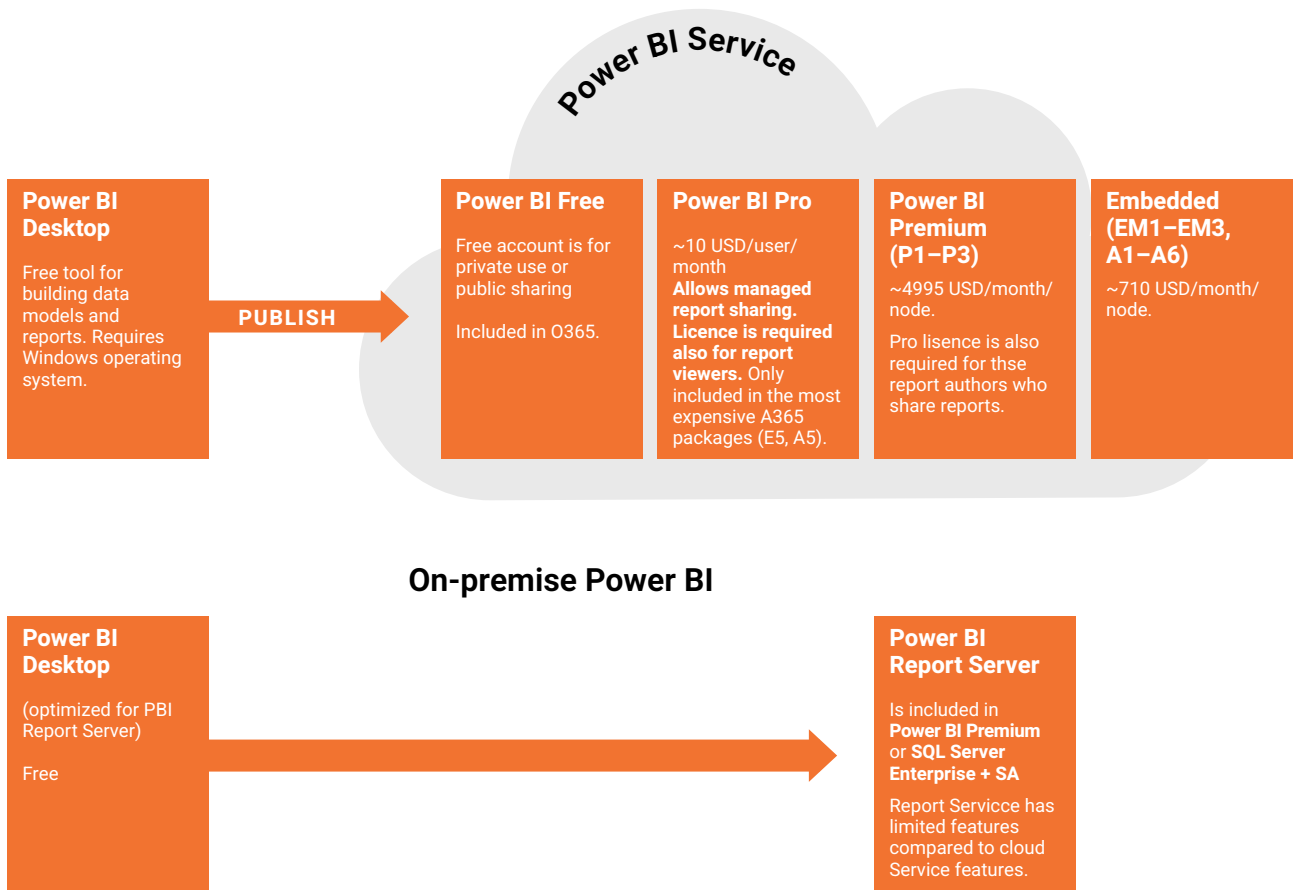 Power BI Service
Power BI
Desktop
Free tool for
building data
models and
reports. Requires
Windows operating
system.
PUBLISH
Power BI Free
Free account is for
private use or
public sharing
Included in O365.
Power BI Pro
~10 USD/user/
month
Allows managed
report sharing.
Licence is required
also for report
viewers. Only
included in the most
expensive A365
packages (E5, A5).
Power BI
Premium
(P1–P3)
~4995 USD/month/
node.
Pro lisence is also
required for thse
report authors who
share reports.
Embedded
(EM1–EM3,
A1–A6)
~710 USD/month/
node.
On-premise Power BI
Power BI
Desktop
(optimized for PBI
Report Server)
Free
Power BI
Report Server
Is included in
Power BI Premium
or SQL Server
Enterprise + SA
Report Servicce has
limited features
compared to cloud
Service features.